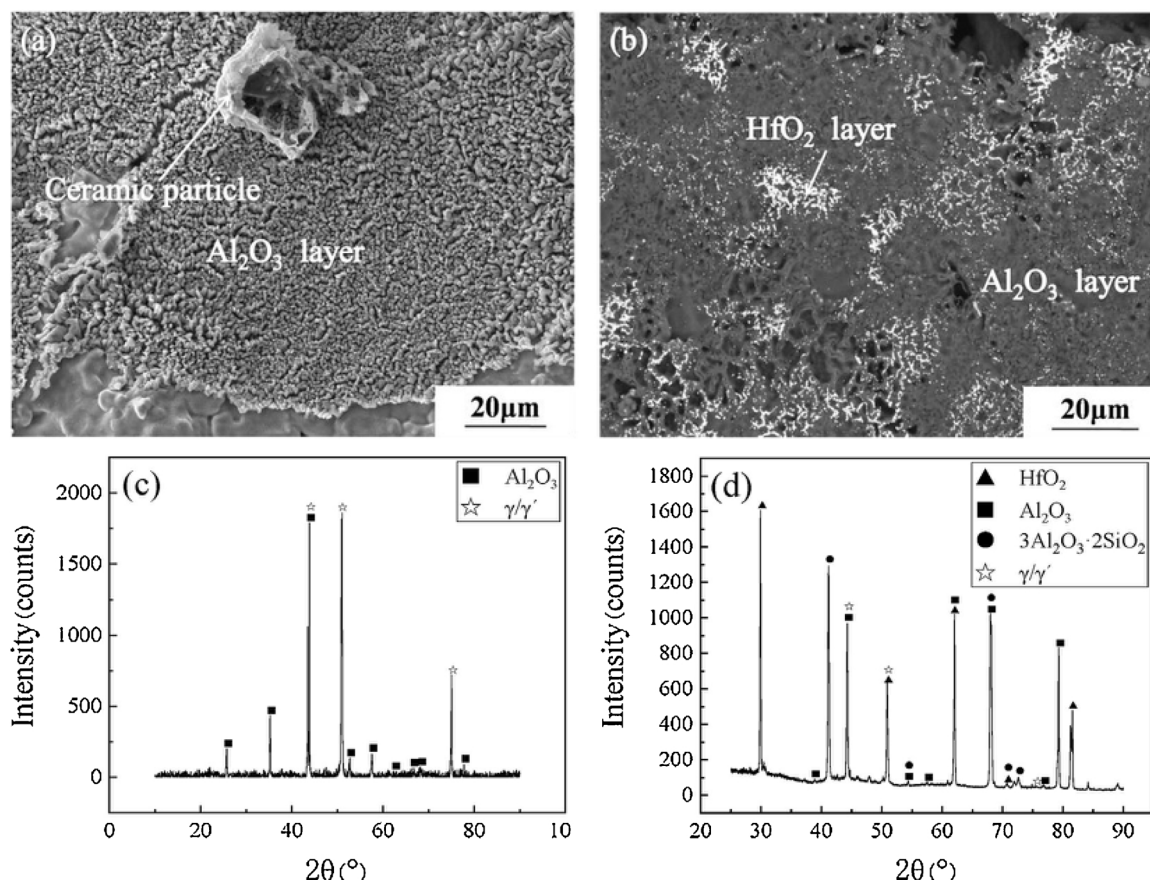 (a)
Ceramic particle
Al₂O₃ layer
20μm
(b)
HfO₂ layer
Al₂O₃ layer
20μm
(c)
■ Al₂O₃
☆ γ/γ′
2000
1500
1000
500
0
Intensity (counts)
0 20 40 60 80 10
2θ (°)
(d)
▲ HfO₂
■ Al₂O₃
● 3Al₂O₃·2SiO₂
☆ γ/γ′
1800
1600
1400
1200
1000
800
600
400
200
0
Intensity (counts)
20 30 40 50 60 70 80 90
2θ (°)